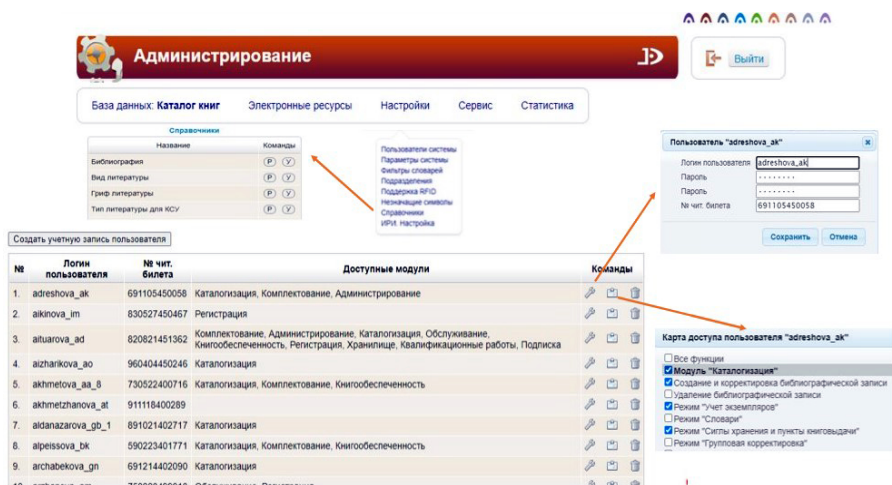 Администрирование
Выйти
База данных: Каталог книг Электронные ресурсы Настройки Сервис Статистика
Справочники
Название Команды
Библиография Р У
Вид литературы Р У
Гриф литературы Р У
Тип литературы для КСУ Р У
Пользователи системы
Параметры системы
Фильтры словарей
Подразделения
Поддержка RFID
Незначащие символы
Справочники
ИРИ. Настройка
Пользователь "adreshova_ak"
Логин пользователя adreshova_ak
Пароль ········
Пароль ········
№ чит. билета 691105450058
Сохранить Отмена
Создать учетную запись пользователя
№ Логин пользователя № чит. билета Доступные модули Команды
1. adreshova_ak 691105450058 Каталогизация, Комплектование, Администрирование
2. aikinova_im 830527450467 Регистрация
3. aituarova_ad 820821451362 Комплектование, Администрирование, Каталогизация, Обслуживание,
Книгообеспеченность, Регистрация, Хранилище, Квалификационные работы, Подписка
4. aizharikova_ao 960404450246 Каталогизация
5. akhmetova_aa_8 730522400716 Каталогизация, Комплектование, Книгообеспеченность
6. akhmetzhanova_at 911118400289
7. aldanazarova_gb_1 891021402717 Каталогизация
8. alpeissova_bk 590223401771 Каталогизация, Комплектование, Книгообеспеченность
9. archabekova_gn 691214402090 Каталогизация
Карта доступа пользователя "adreshova_ak"
Все функции
Модуль "Каталогизация"
Создание и корректировка библиографической записи
Удаление библиографической записи
Режим "Учет экземпляров"
Режим "Словари"
Режим "Сиглы хранения и пункты книговыдачи"
Режим "Групповая корректировка"